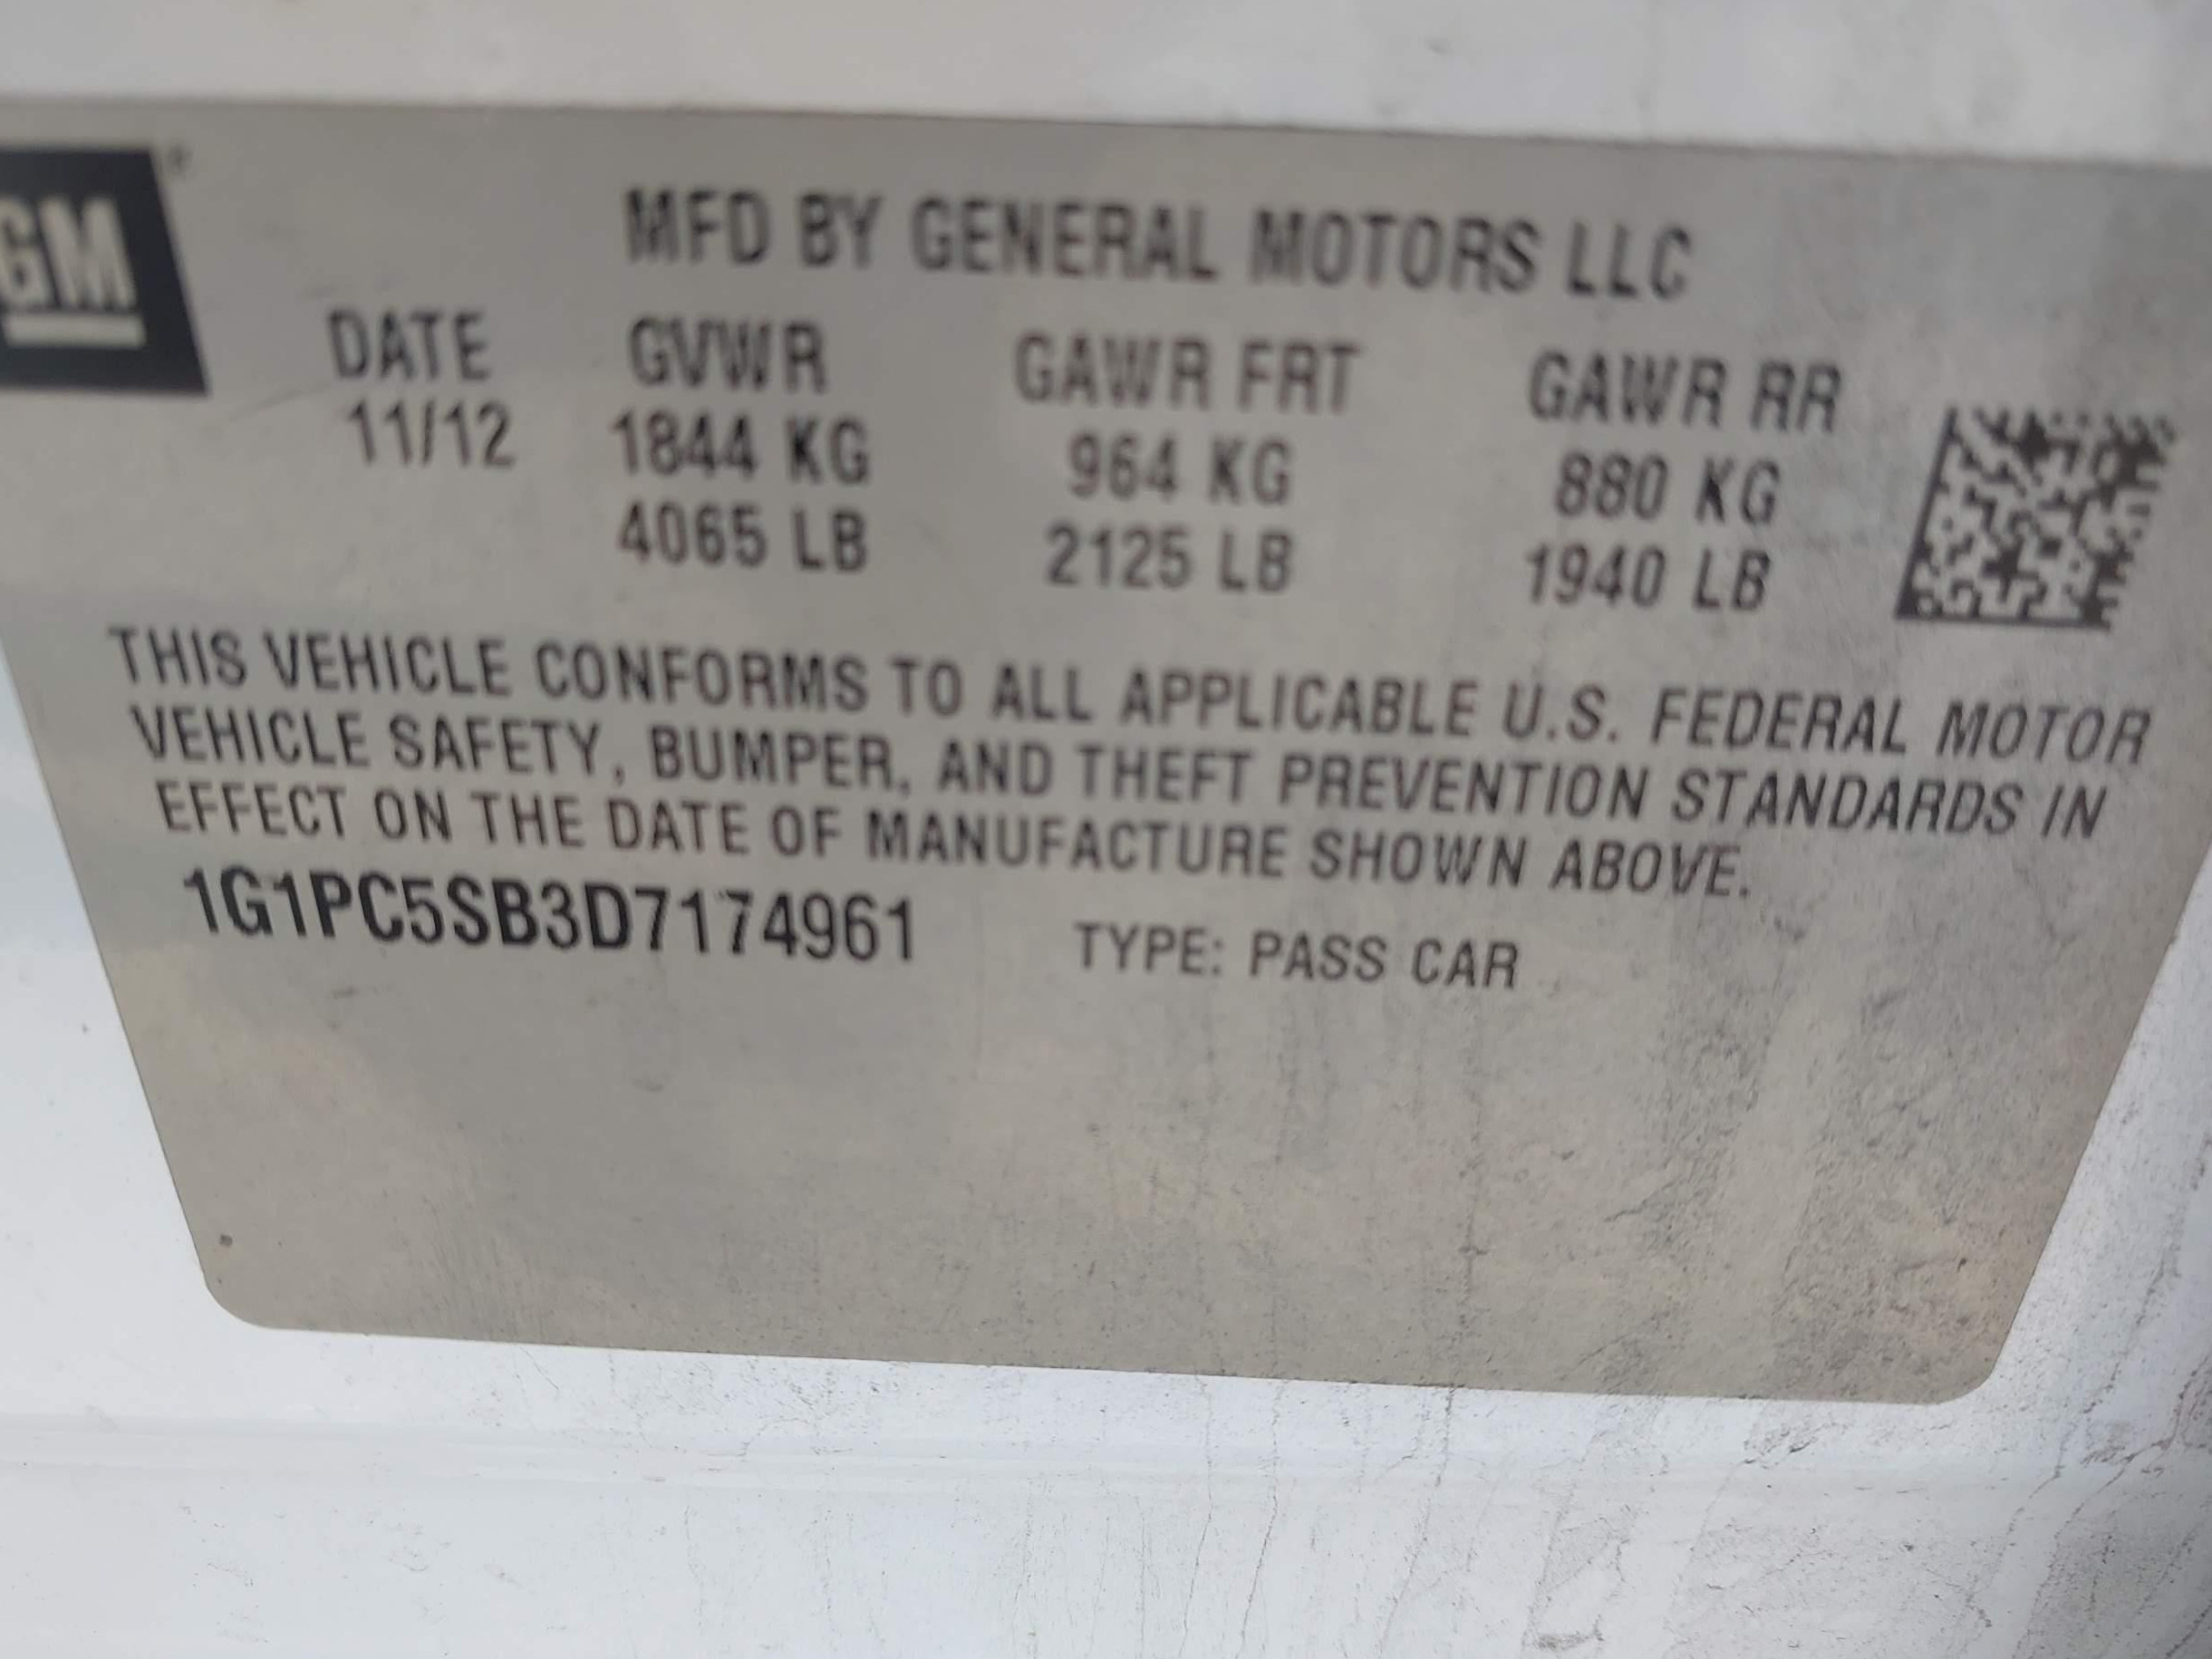 GM
MFD BY GENERAL MOTORS LLC
DATE GVWR GAWR FRT GAWR RR
11/12 1844 KG 964 KG 880 KG
4065 LB 2125 LB 1940 LB
THIS VEHICLE CONFORMS TO ALL APPLICABLE U.S. FEDERAL MOTOR
VEHICLE SAFETY, BUMPER, AND THEFT PREVENTION STANDARDS IN
EFFECT ON THE DATE OF MANUFACTURE SHOWN ABOVE.
1G1PC5SB3D7174961 TYPE: PASS CAR